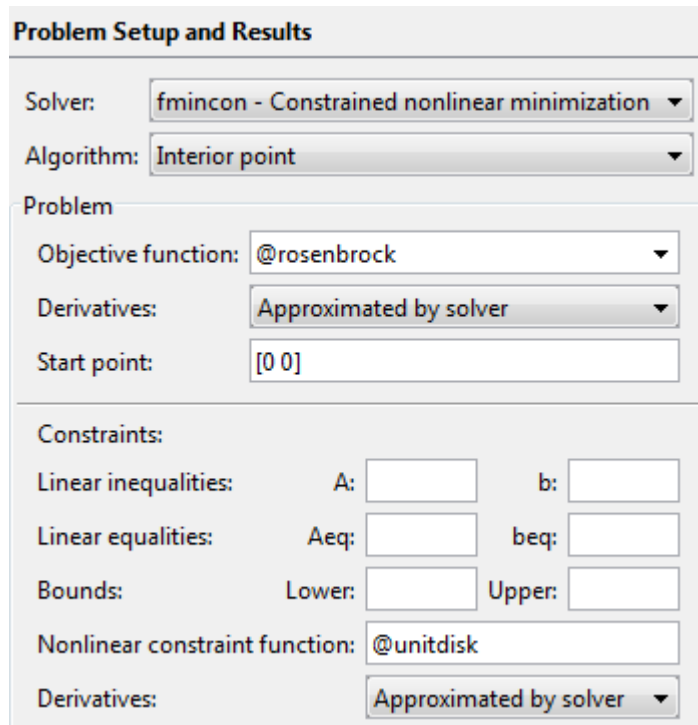 Problem Setup and Results
Solver: fmincon - Constrained nonlinear minimization
Algorithm: Interior point
Problem
Objective function: @rosenbrock
Derivatives: Approximated by solver
Start point: [0 0]
Constraints:
Linear inequalities: A: b:
Linear equalities: Aeq: beq:
Bounds: Lower: Upper:
Nonlinear constraint function: @unitdisk
Derivatives: Approximated by solver